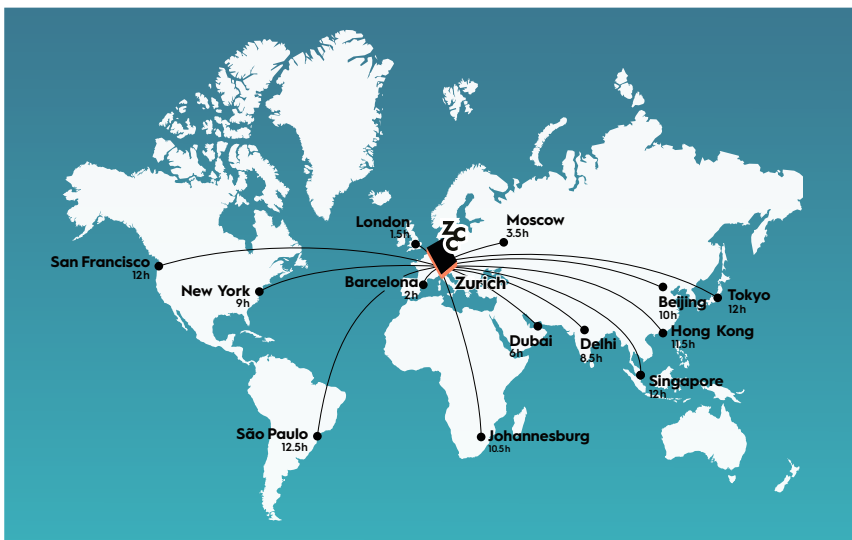 London
1.5h
Z
C
C
Moscow
3.5h
San Francisco
12h
New York
9h
Barcelona
2h
Zurich
Beijing
10h
Tokyo
12h
Hong Kong
11.5h
Dubai
6h
Delhi
8.5h
Singapore
12h
São Paulo
12.5h
Johannesburg
10.5h